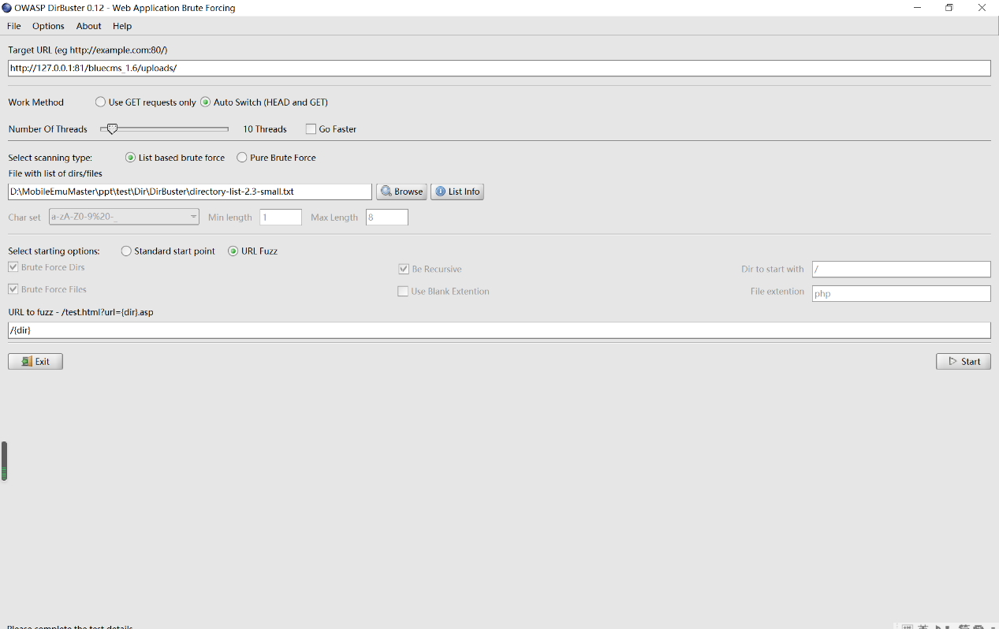 OWASP DirBuster 0.12 - Web Application Brute Forcing
File Options About Help
Target URL (eg http://example.com:80/)
http://127.0.0.1:81/bluecms_1.6/uploads/
Work Method Use GET requests only Auto Switch (HEAD and GET)
Number Of Threads 10 Threads Go Faster
Select scanning type: List based brute force Pure Brute Force
File with list of dirs/files
D:\MobileEmuMaster\ppt\test\Dir\DirBuster\directory-list-2.3-small.txt Browse List Info
Char set a-zA-Z0-9%20-_ Min length 1 Max Length 8
Select starting options: Standard start point URL Fuzz
Brute Force Dirs Be Recursive Dir to start with /
Brute Force Files Use Blank Extention File extention php
URL to fuzz - /test.html?url={dir}.asp
/{dir}
Exit Start
Please complete the test details